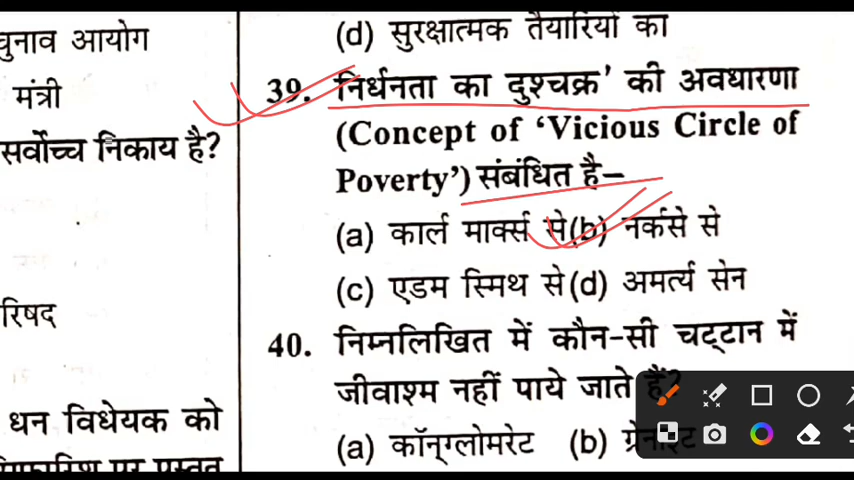 चुनाव आयोग
मंत्री
सर्वोच्च निकाय है?
रिषद
धन विधेयक को
(d) सुरक्षात्मक तैयारियों का
39. निर्धनता का दुश्चक्र' की अवधारणा
(Concept of 'Vicious Circle of
Poverty') संबंधित है–
(a) कार्ल मार्क्स से (b) नर्कसे से
(c) एडम स्मिथ से (d) अमर्त्य सेन
40. निम्नलिखित में कौन-सी चट्टान में
जीवाश्म नहीं पाये जाते हैं?
(a) कॉन्ग्लोमरेट (b) ग्रेनाइट